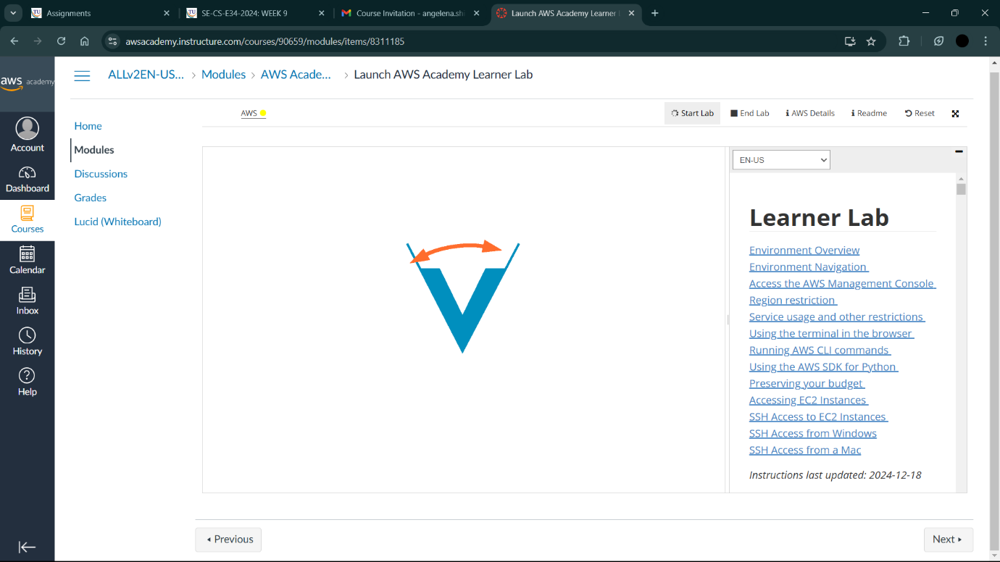 Assignments
SE-CS-E34-2024: WEEK 9
Course Invitation - angelena.sh
Launch AWS Academy Learner
awsacademy.instructure.com/courses/90659/modules/items/8311185
aws academy
ALLv2EN-US... > Modules > AWS Acade... > Launch AWS Academy Learner Lab
Account
Dashboard
Courses
Calendar
Inbox
History
Help
Home
Modules
Discussions
Grades
Lucid (Whiteboard)
AWS
Start Lab
End Lab
AWS Details
Readme
Reset
EN-US
Learner Lab
Environment Overview
Environment Navigation
Access the AWS Management Console
Region restriction
Service usage and other restrictions
Using the terminal in the browser
Running AWS CLI commands
Using the AWS SDK for Python
Preserving your budget
Accessing EC2 Instances
SSH Access to EC2 Instances
SSH Access from Windows
SSH Access from a Mac
Instructions last updated: 2024-12-18
Previous
Next